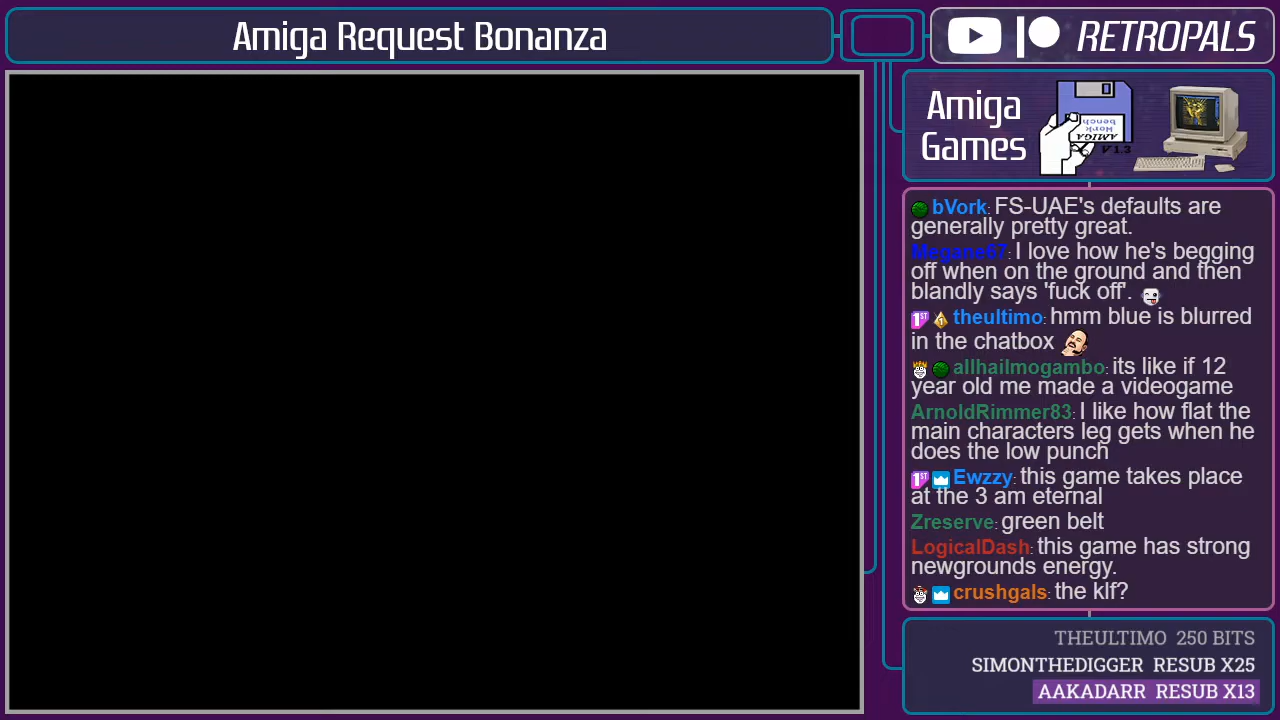 Amiga Request Bonanza
RETROPALS
Amiga
Games
bVork: FS-UAE's defaults are
generally pretty great.
Megane67: I love how he's begging
off when on the ground and then
blandly says 'fuck off'.
theultimo: hmm blue is blurred
in the chatbox
allhailmogambo: its like if 12
year old me made a videogame
ArnoldRimmer83: I like how flat the
main characters leg gets when he
does the low punch
Ewzzy: this game takes place
at the 3 am eternal
Zreserve: green belt
LogicalDash: this game has strong
newgrounds energy.
crushgals: the klf?
THEULTIMO 250 BITS
SIMONTHEDIGGER RESUB X25
AAKADARR RESUB X13